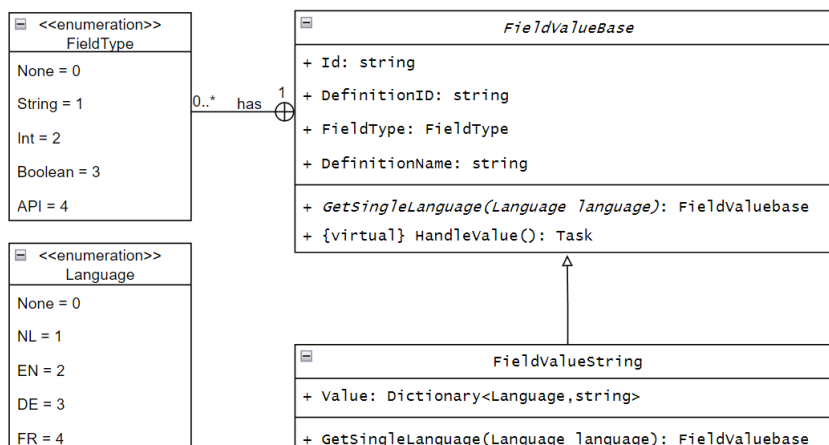 <<enumeration>>
FieldType
None = 0
String = 1
Int = 2
Boolean = 3
API = 4
0..*
has
1
FieldValueBase
+ Id: string
+ DefinitionID: string
+ FieldType: FieldType
+ DefinitionName: string
+ GetSingleLanguage(Language language): FieldValuebase
+ {virtual} HandleValue(): Task
<<enumeration>>
Language
None = 0
NL = 1
EN = 2
DE = 3
FR = 4
FieldValueString
+ Value: Dictionary<Language,string>
+ GetSingleLanguage(Language language): FieldValuebase